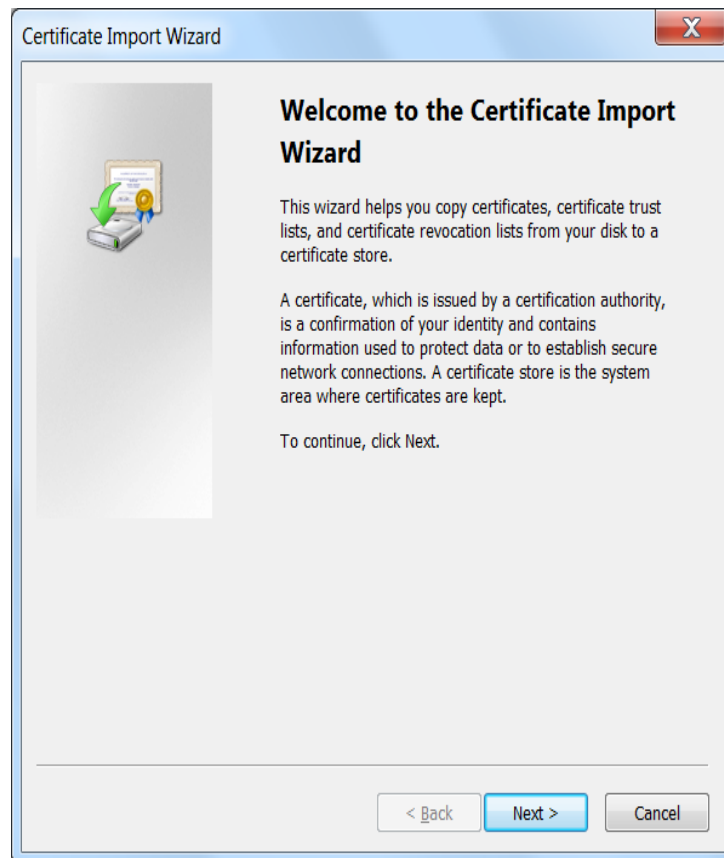 Certificate Import Wizard
X
Welcome to the Certificate Import
Wizard
This wizard helps you copy certificates, certificate trust
lists, and certificate revocation lists from your disk to a
certificate store.
A certificate, which is issued by a certification authority,
is a confirmation of your identity and contains
information used to protect data or to establish secure
network connections. A certificate store is the system
area where certificates are kept.
To continue, click Next.
< Back
Next >
Cancel